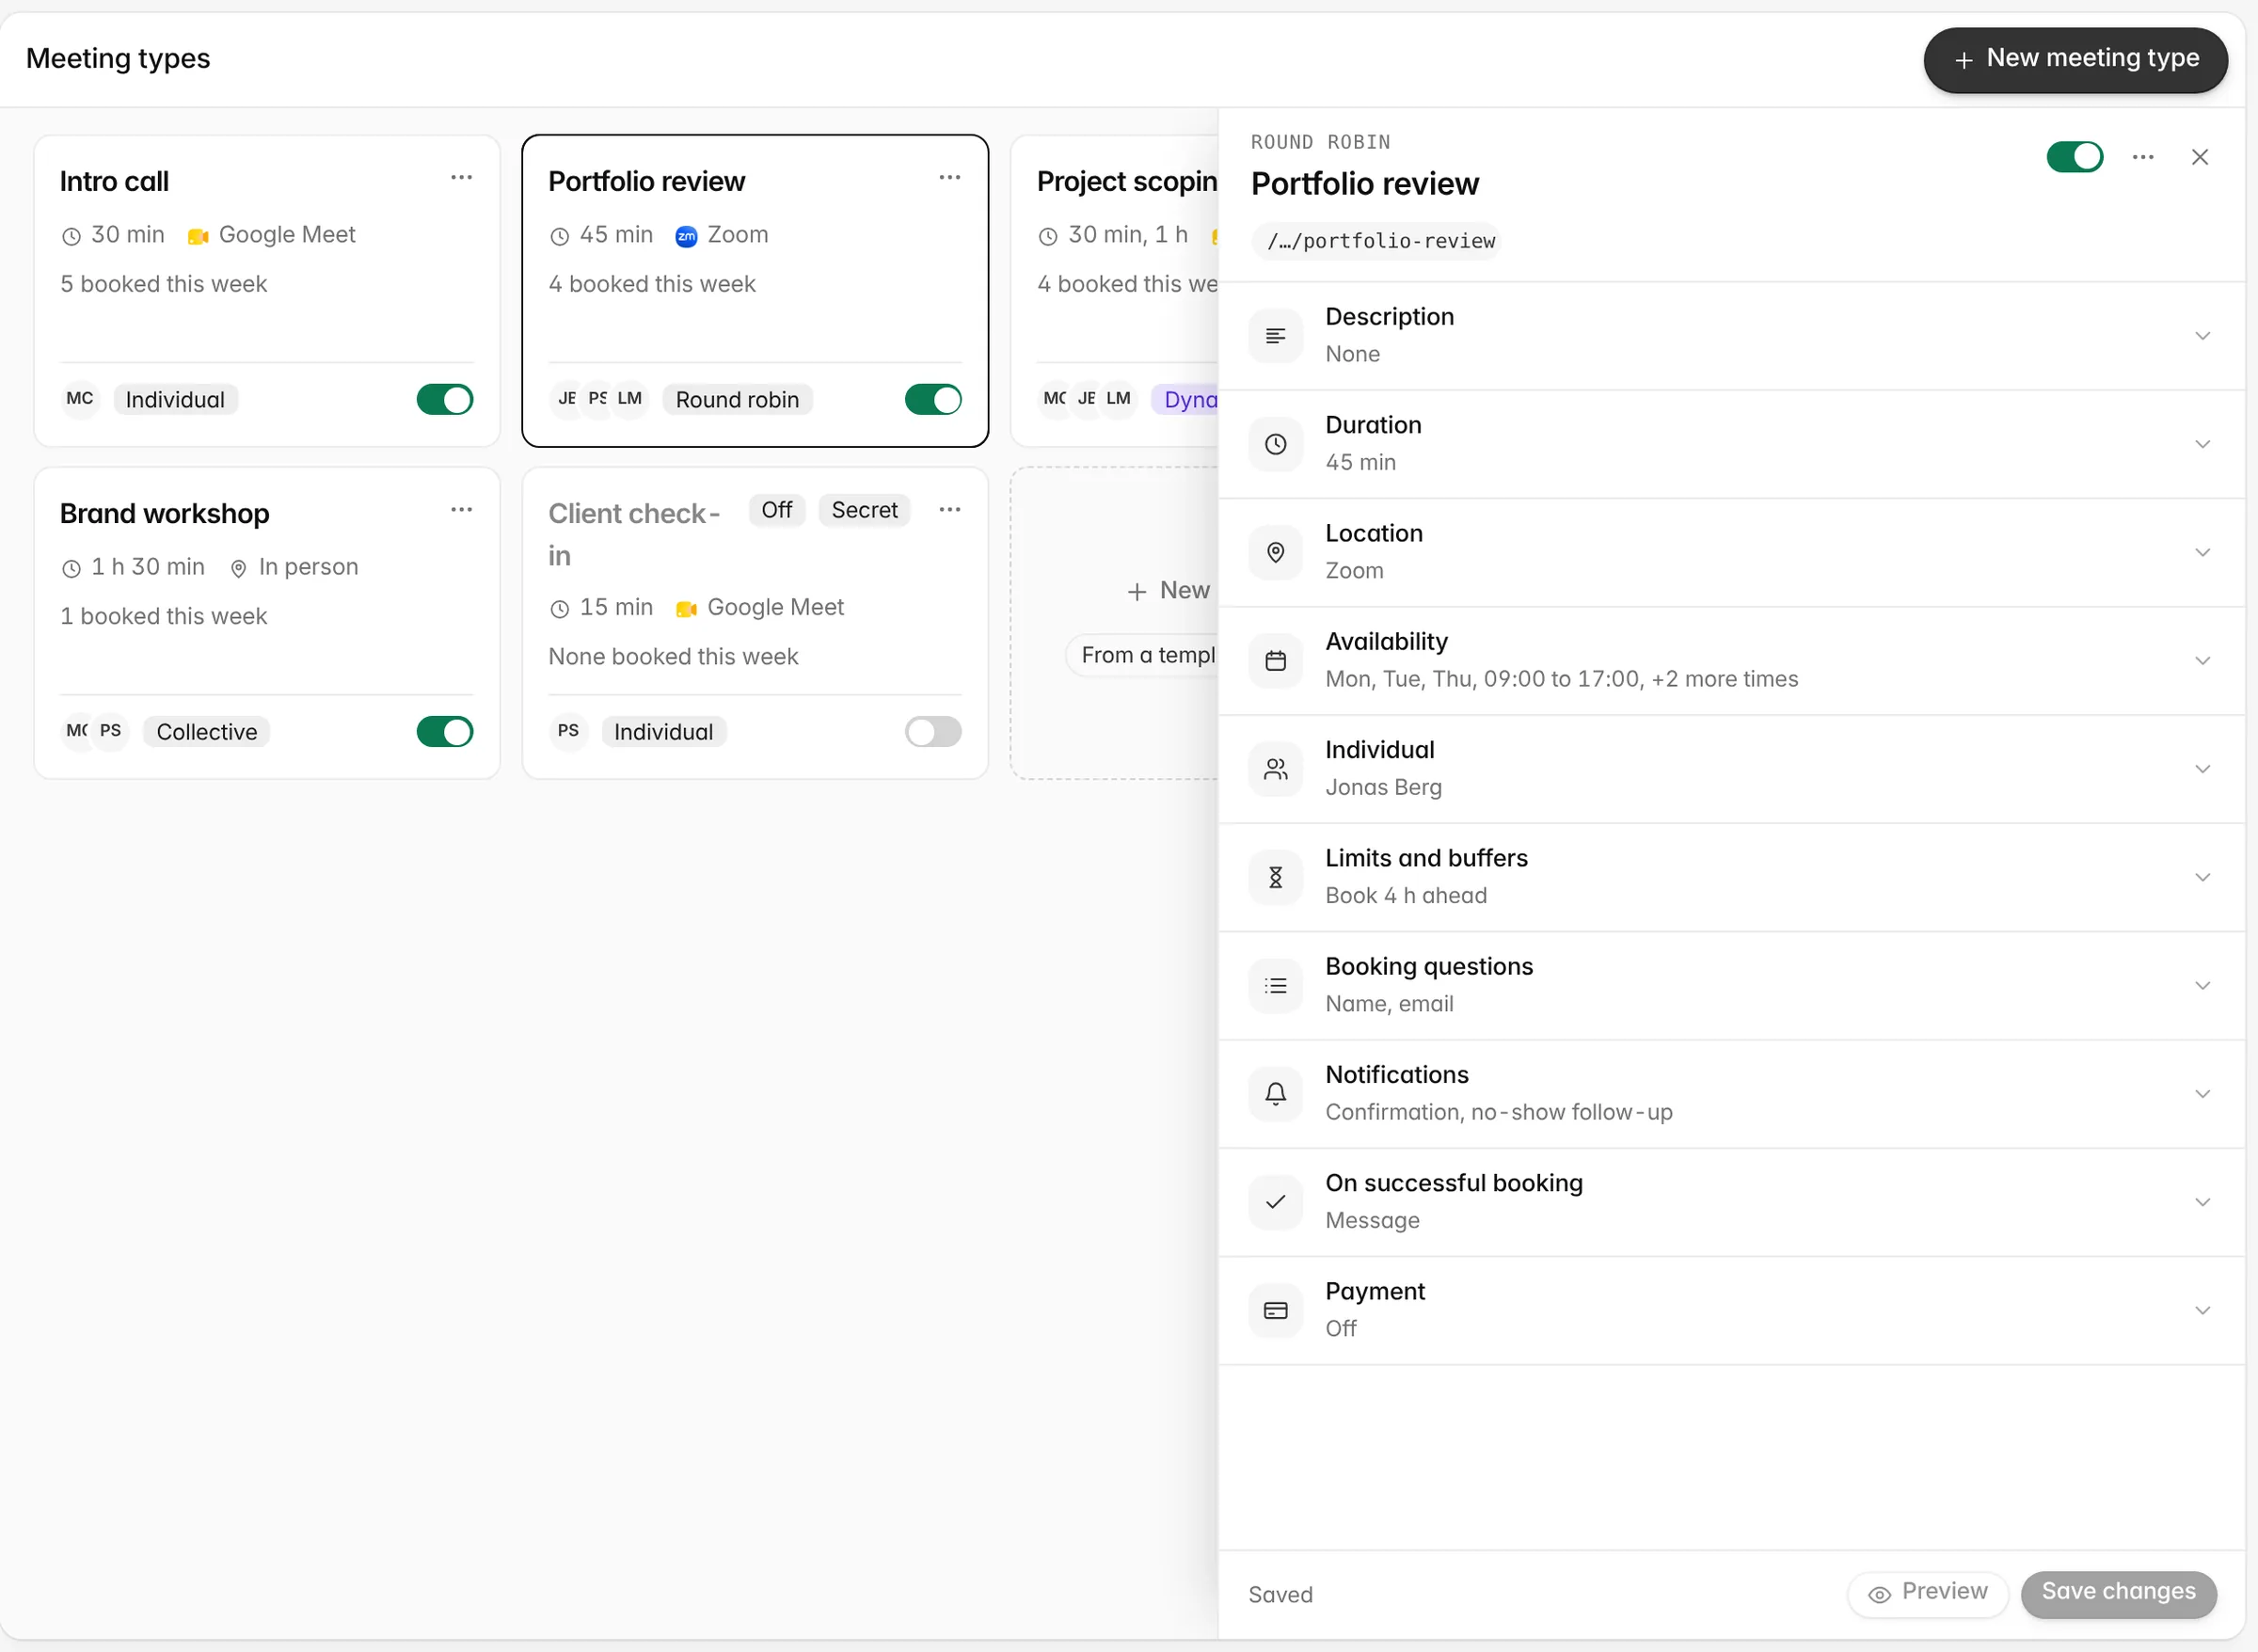 Meeting types
+ New meeting type
Intro call
30 min Google Meet
5 booked this week
MC Individual
Portfolio review
45 min zm Zoom
4 booked this week
JE PS LM Round robin
Project scopin
30 min, 1 h
4 booked this we
MC JE LM Dyna
Brand workshop
1 h 30 min In person
1 booked this week
MC PS Collective
Client check-
in
Off Secret
15 min Google Meet
None booked this week
PS Individual
+ New
From a templ
ROUND ROBIN
Portfolio review
/…/portfolio-review
Description
None
Duration
45 min
Location
Zoom
Availability
Mon, Tue, Thu, 09:00 to 17:00, +2 more times
Individual
Jonas Berg
Limits and buffers
Book 4 h ahead
Booking questions
Name, email
Notifications
Confirmation, no-show follow-up
On successful booking
Message
Payment
Off
Saved
Preview
Save changes